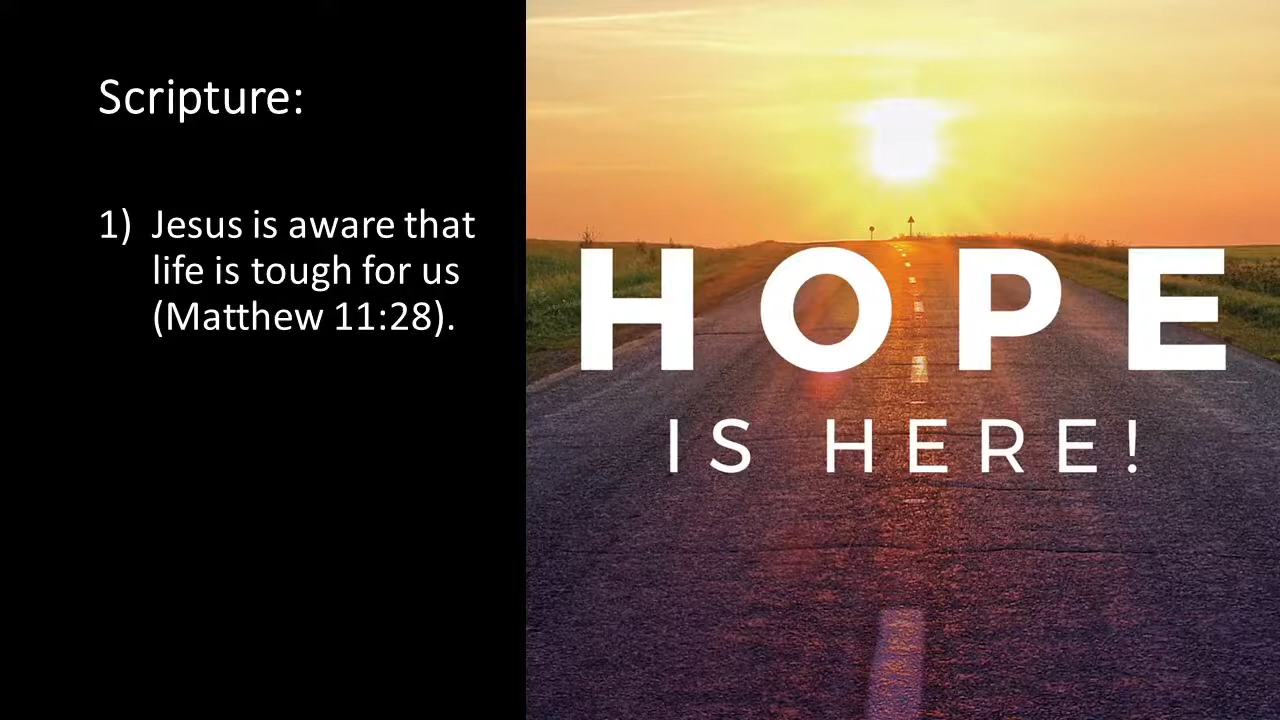 Scripture:
1) Jesus is aware that
life is tough for us
(Matthew 11:28).
HOPE
IS HERE!